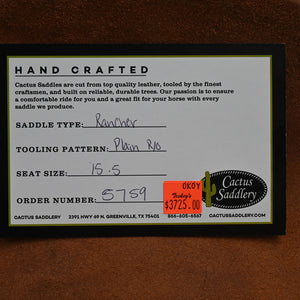 HAND CRAFTED
Cactus Saddles are cut from top quality leather, tooled by the finest
craftsmen, and built on reliable, durable trees. Our passion is to ensure
a comfortable ride for you and a great fit for your horse with every
saddle we produce.
SADDLE TYPE: Rancher
TOOLING PATTERN: Plain R/O
SEAT SIZE: 15.5
ORDER NUMBER: 5759
OKOY
Today's
$3725.00
Cactus
Saddlery
CACTUS SADDLERY 2391 HWY 69 N. GREENVILLE, TX 75401 866-605-6567 CACTUSSADDLERY.COM